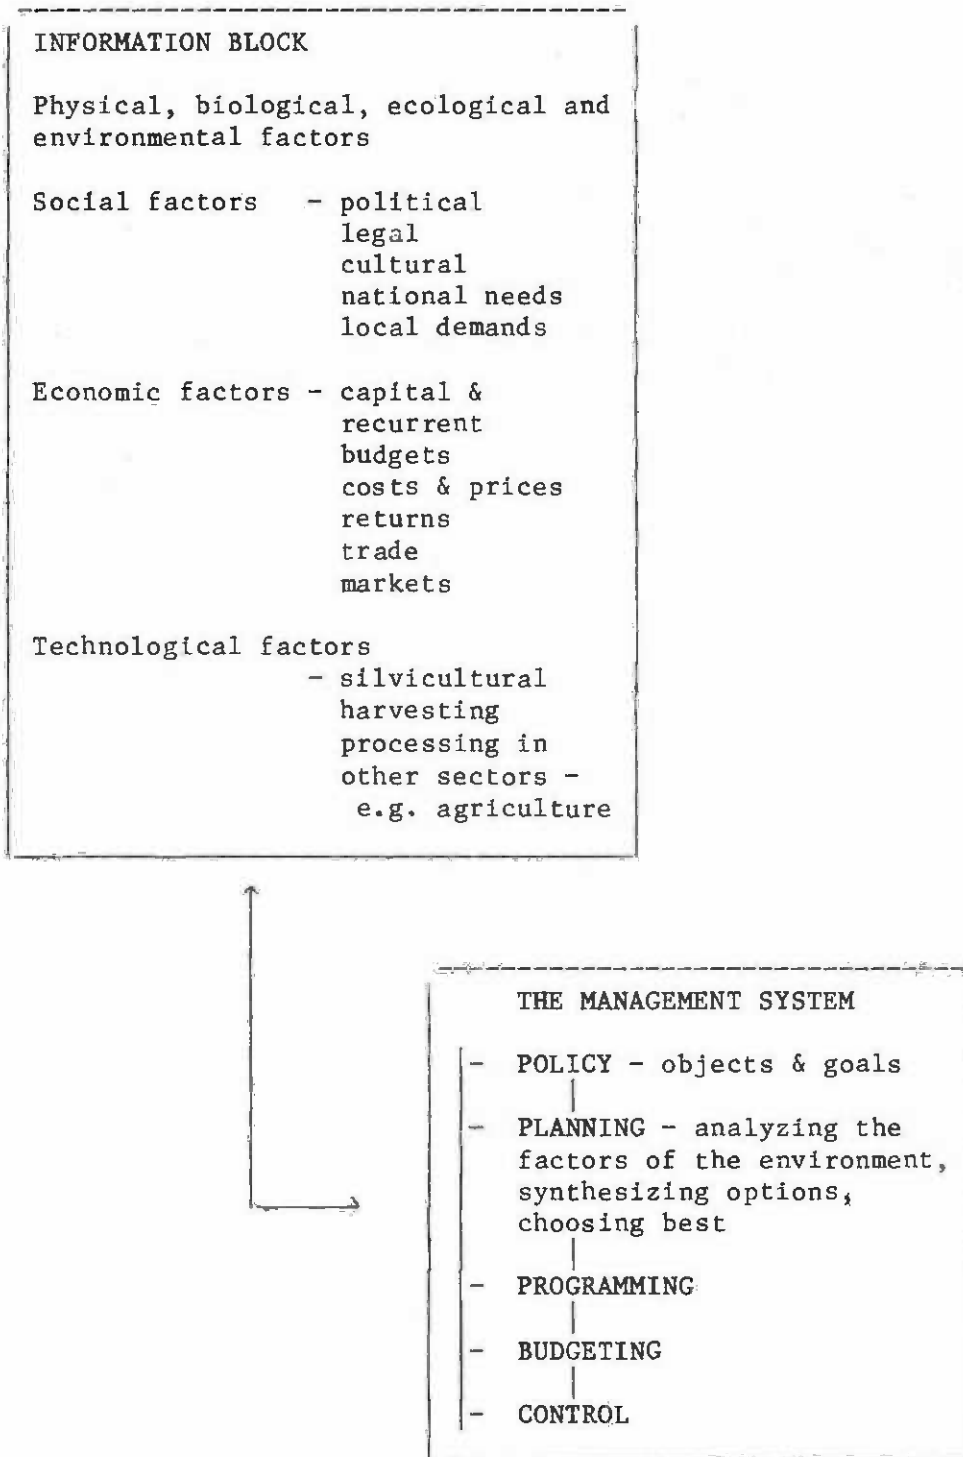 INFORMATION BLOCK
Physical, biological, ecological and
environmental factors
Social factors - political
legal
cultural
national needs
local demands
Economic factors - capital &
recurrent
budgets
costs & prices
returns
trade
markets
Technological factors
- silvicultural
harvesting
processing in
other sectors -
e.g. agriculture
THE MANAGEMENT SYSTEM
- POLICY - objects & goals
- PLANNING - analyzing the
factors of the environment,
synthesizing options,
choosing best
- PROGRAMMING
- BUDGETING
- CONTROL